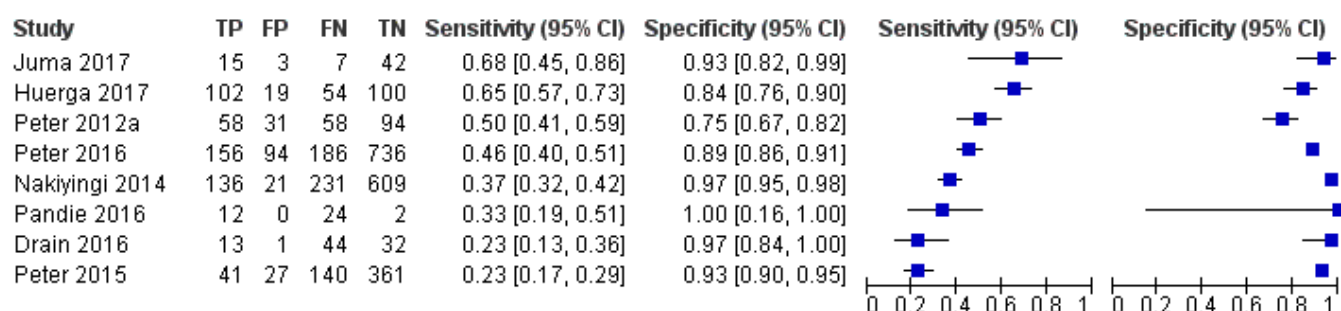 Study TP FP FN TN Sensitivity (95% CI) Specificity (95% CI) Sensitivity (95% CI) Specificity (95% CI)
Juma 2017 15 3 7 42 0.68 [0.45, 0.86] 0.93 [0.82, 0.99]
Huerga 2017 102 19 54 100 0.65 [0.57, 0.73] 0.84 [0.76, 0.90]
Peter 2012a 58 31 58 94 0.50 [0.41, 0.59] 0.75 [0.67, 0.82]
Peter 2016 156 94 186 736 0.46 [0.40, 0.51] 0.89 [0.86, 0.91]
Nakiyingi 2014 136 21 231 609 0.37 [0.32, 0.42] 0.97 [0.95, 0.98]
Pandie 2016 12 0 24 2 0.33 [0.19, 0.51] 1.00 [0.16, 1.00]
Drain 2016 13 1 44 32 0.23 [0.13, 0.36] 0.97 [0.84, 1.00]
Peter 2015 41 27 140 361 0.23 [0.17, 0.29] 0.93 [0.90, 0.95]
0 0.2 0.4 0.6 0.8 1 0 0.2 0.4 0.6 0.8 1